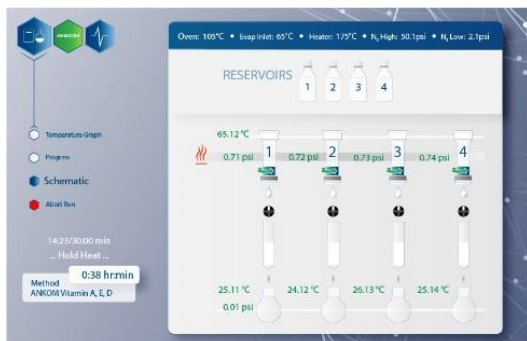 ANKOM
Oven: 105°C ◆ Evap Inlet: 65°C ◆ Heater: 175°C ◆ N₂ High: 50.1psi ◆ N₂ Low: 2.1psi
RESERVOIRS
1 2 3 4
65.12 °C
0.71 psi 1 0.72 psi 2 0.73 psi 3 0.74 psi 4
Temperature Graph
Progress
Schematic
Abort Run
14:23/30:00 min
... Hold Heat ...
0:38 hr:min
Method
ANKOM Vitamin A, E, D
25.11 °C 24.12 °C 26.13 °C 25.14 °C
0.01 psi